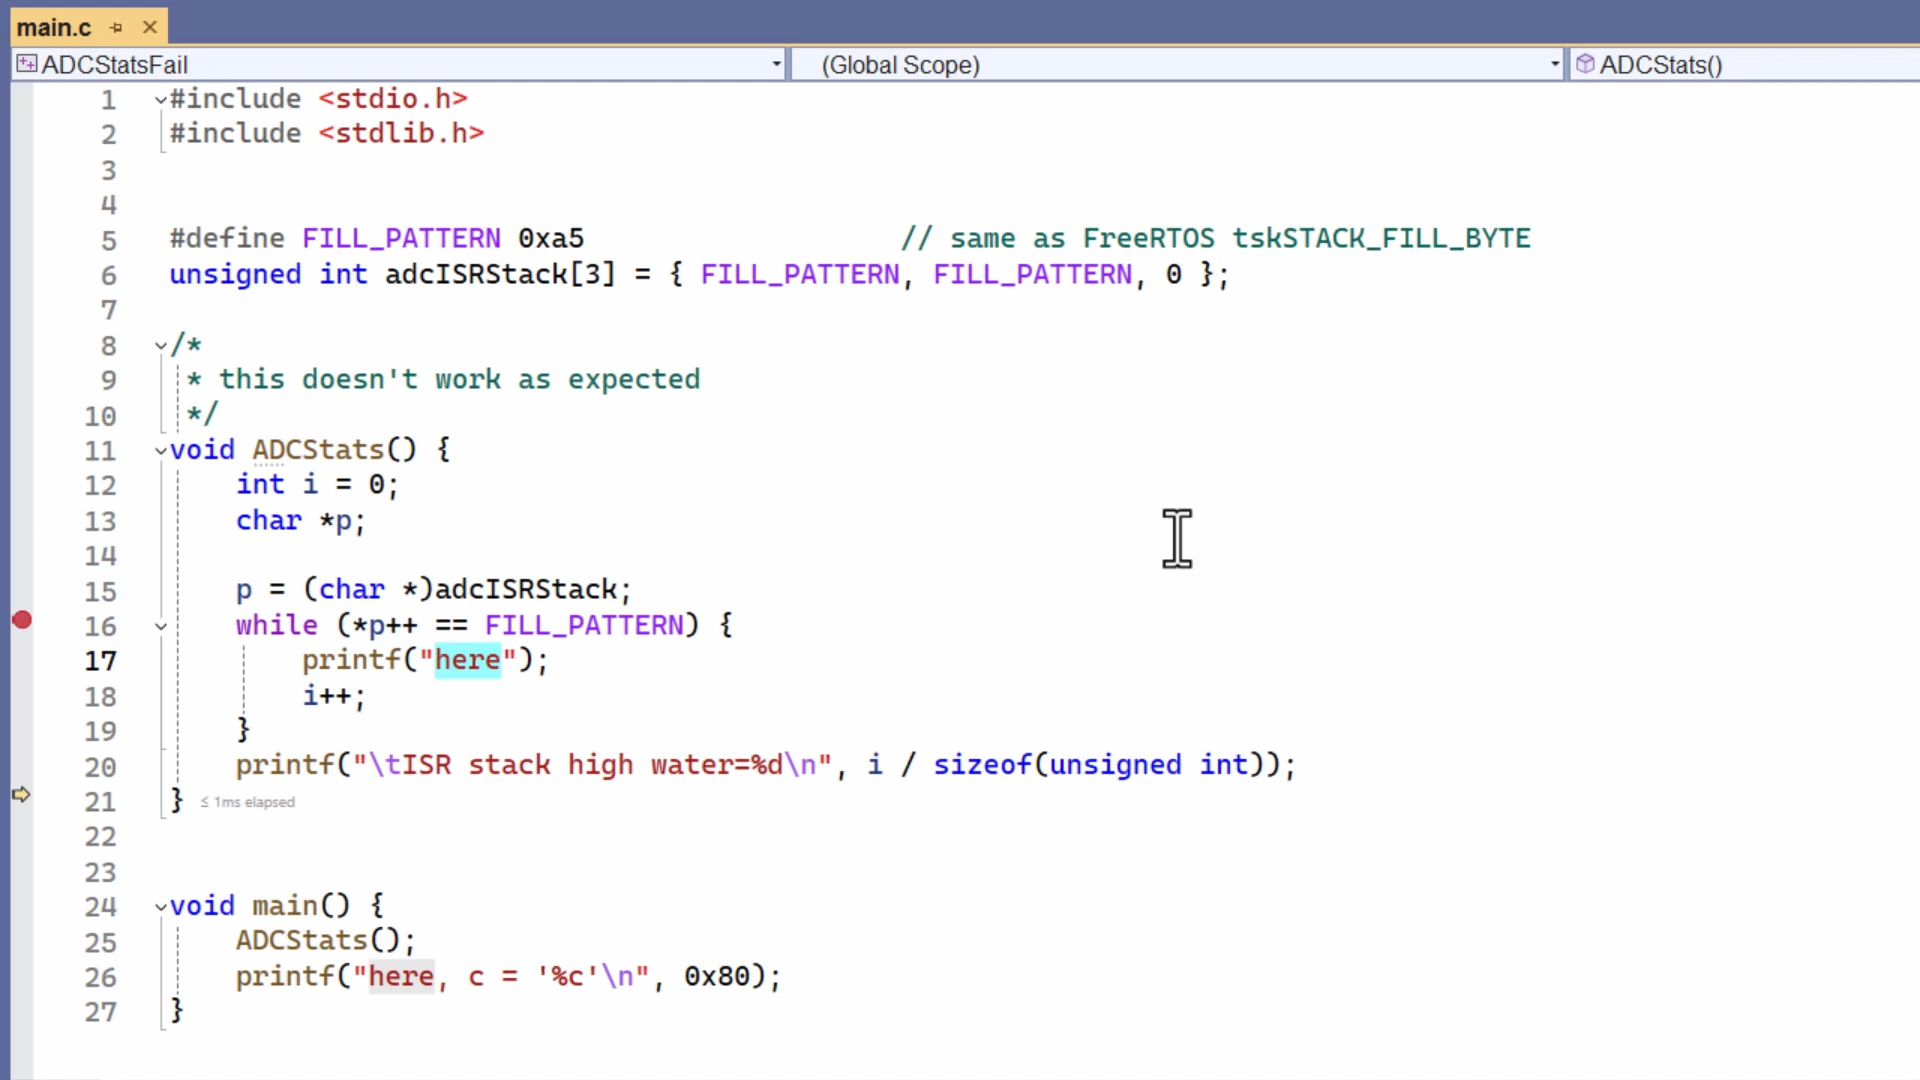 main.c
ADCStatsFail
(Global Scope)
ADCStats()
1 #include <stdio.h>
2 #include <stdlib.h>
3
4
5 #define FILL_PATTERN 0xa5 // same as FreeRTOS tskSTACK_FILL_BYTE
6 unsigned int adcISRStack[3] = { FILL_PATTERN, FILL_PATTERN, 0 };
7
8 /*
9 * this doesn't work as expected
10 */
11 void ADCStats() {
12 int i = 0;
13 char *p;
14
15 p = (char *)adcISRStack;
16 while (*p++ == FILL_PATTERN) {
17 printf("here");
18 i++;
19 }
20 printf("\tISR stack high water=%d\n", i / sizeof(unsigned int));
21 } ≤ 1ms elapsed
22
23
24 void main() {
25 ADCStats();
26 printf("here, c = '%c'\n", 0x80);
27 }